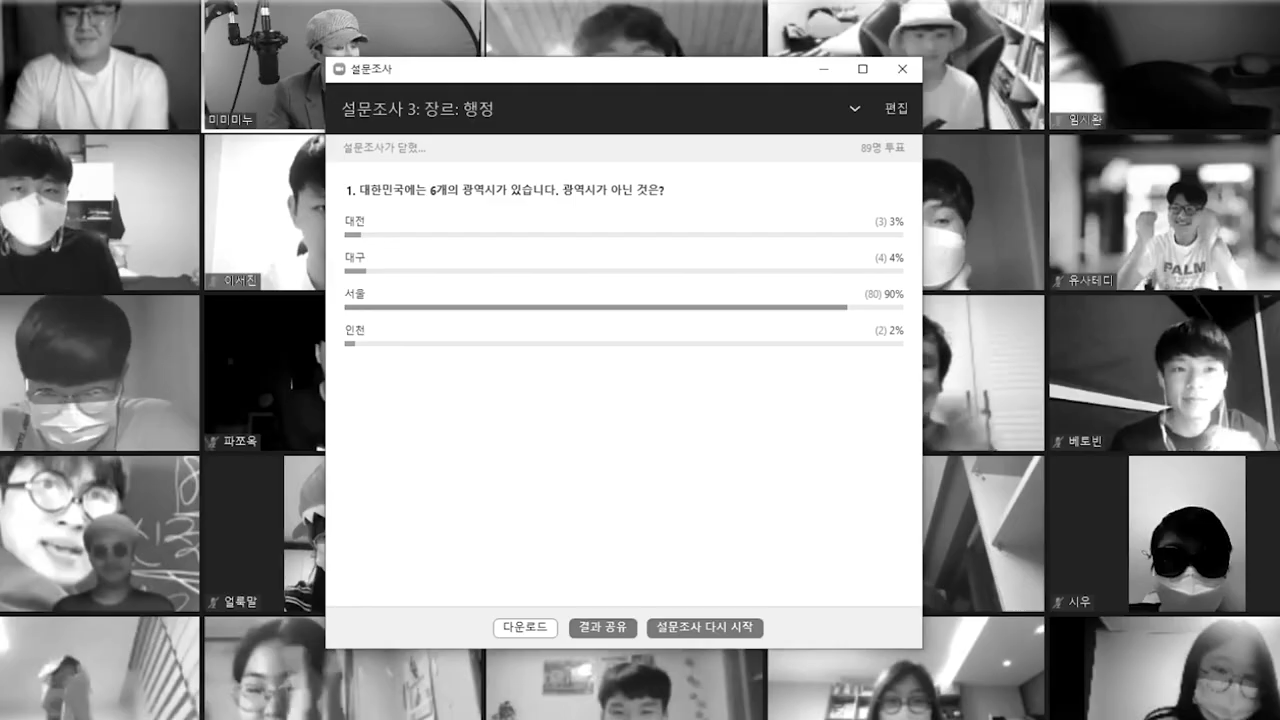 설문조사
설문조사 3: 장르: 행정
편집
설문조사가 닫혔...
89명 투표
1. 대한민국에는 6개의 광역시가 있습니다. 광역시가 아닌 것은?
대전
(3) 3%
대구
(4) 4%
서울
(80) 90%
인천
(2) 2%
다운로드
결과 공유
설문조사 다시 시작
미미미누
임시완
이서진
유사테디
PALM
파쪼옥
베토빈
얼룩말
시우